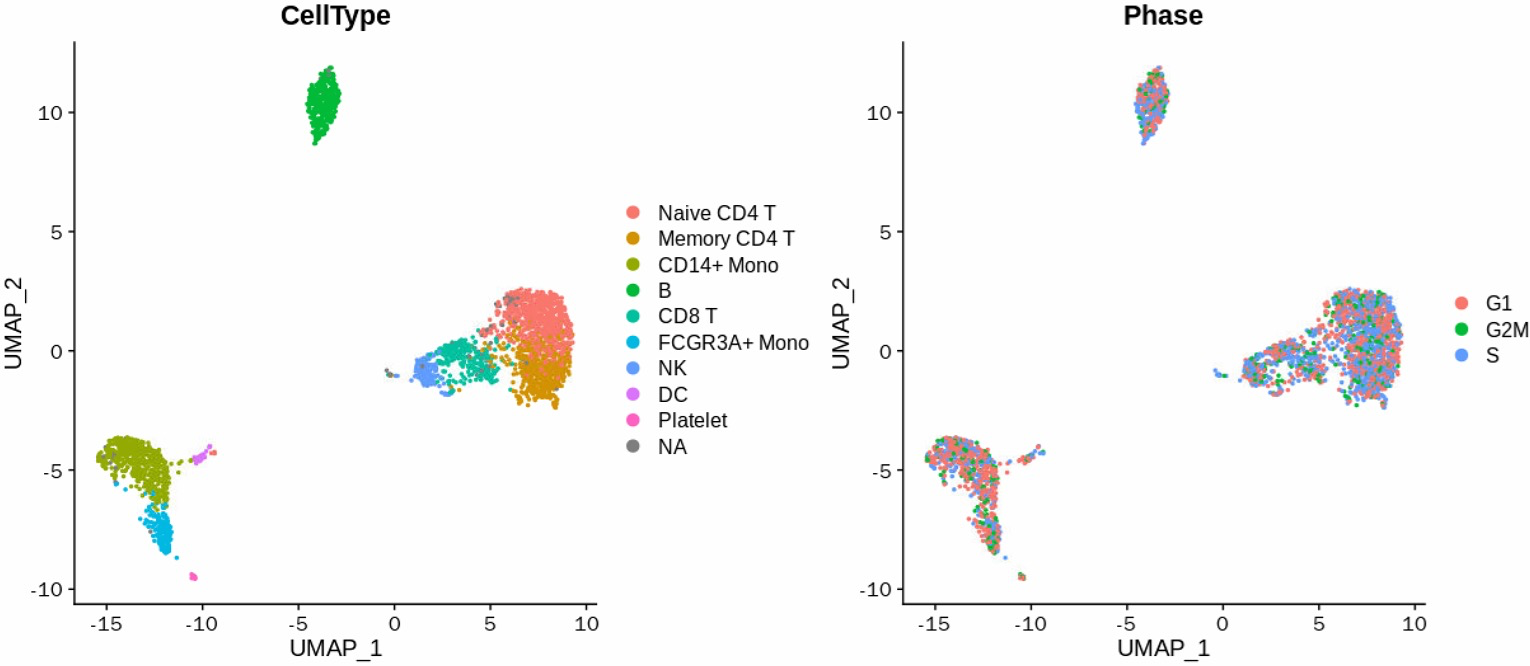 CellType
10
5
0
-5
-10
UMAP_2
-15
-10
-5
0
5
10
UMAP_1
Naive CD4 T
Memory CD4 T
CD14+ Mono
B
CD8 T
FCGR3A+ Mono
NK
DC
Platelet
NA
Phase
10
5
0
-5
-10
UMAP_2
-15
-10
-5
0
5
10
UMAP_1
G1
G2M
S